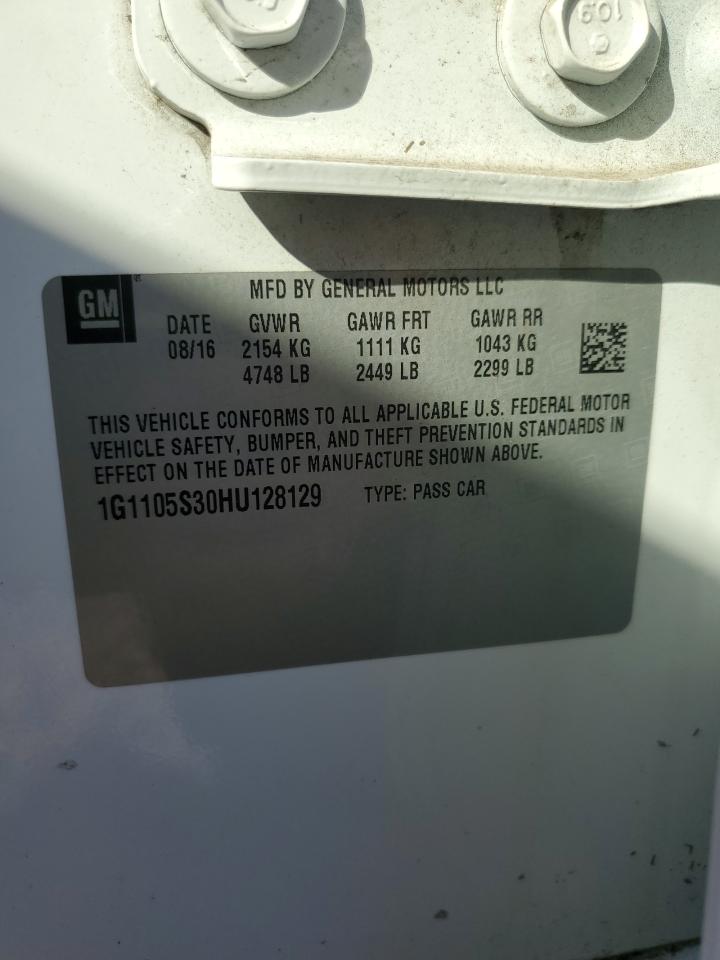 10.9
GM
MFD BY GENERAL MOTORS LLC
DATE GVWR GAWR FRT GAWR RR
08/16 2154 KG 1111 KG 1043 KG
4748 LB 2449 LB 2299 LB
THIS VEHICLE CONFORMS TO ALL APPLICABLE U.S. FEDERAL MOTOR
VEHICLE SAFETY, BUMPER, AND THEFT PREVENTION STANDARDS IN
EFFECT ON THE DATE OF MANUFACTURE SHOWN ABOVE.
1G1105S30HU128129 TYPE: PASS CAR